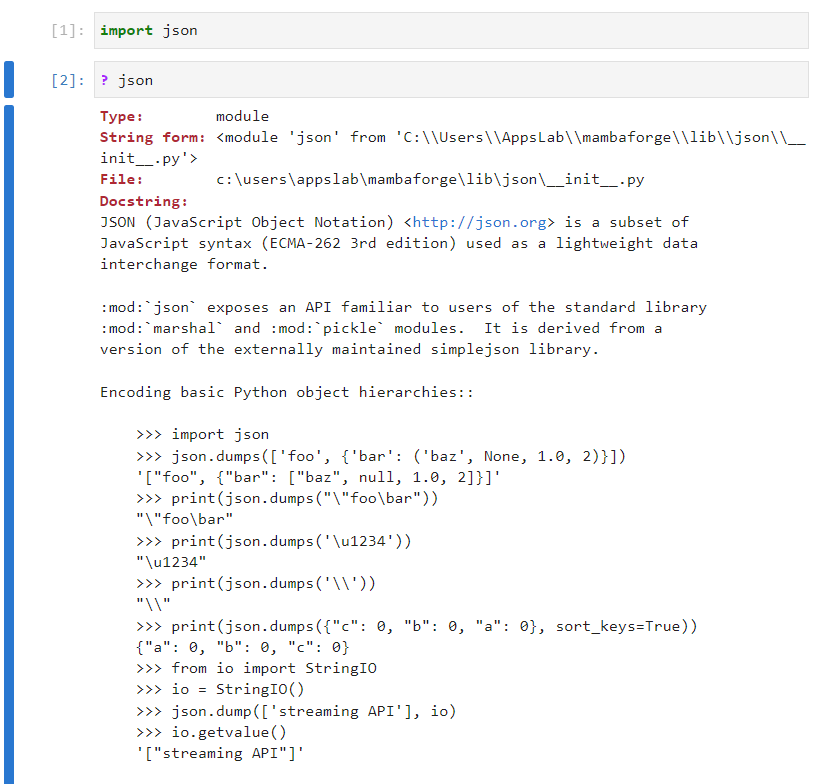 [1]: import json
[2]: ? json
Type:        module
String form: <module 'json' from 'C:\\Users\\AppsLab\\mambaforge\\lib\\json\\__
init__.py'>
File:        c:\users\appslab\mambaforge\lib\json\__init__.py
Docstring:
JSON (JavaScript Object Notation) <http://json.org> is a subset of
JavaScript syntax (ECMA-262 3rd edition) used as a lightweight data
interchange format.

:mod:`json` exposes an API familiar to users of the standard library
:mod:`marshal` and :mod:`pickle` modules.  It is derived from a
version of the externally maintained simplejson library.

Encoding basic Python object hierarchies::

    >>> import json
    >>> json.dumps(['foo', {'bar': ('baz', None, 1.0, 2)}])
    '["foo", {"bar": ["baz", null, 1.0, 2]}]'
    >>> print(json.dumps("\"foo\bar"))
    "\"foo\bar"
    >>> print(json.dumps('\u1234'))
    "\u1234"
    >>> print(json.dumps('\\'))
    "\\"
    >>> print(json.dumps({"c": 0, "b": 0, "a": 0}, sort_keys=True))
    {"a": 0, "b": 0, "c": 0}
    >>> from io import StringIO
    >>> io = StringIO()
    >>> json.dump(['streaming API'], io)
    >>> io.getvalue()
    '["streaming API"]'